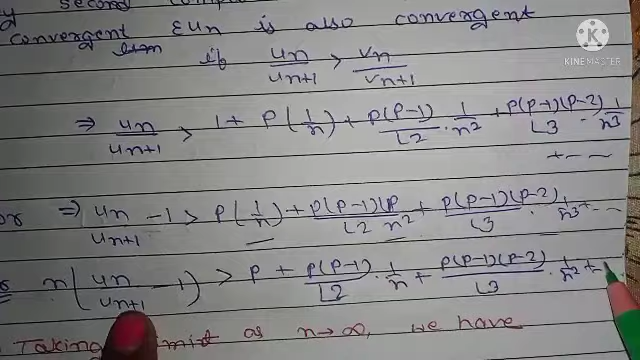 y second
convergent Σun is also convergent
KINEMASTER
if un/un+1 > vn/vn+1
⇒ un/un+1 > 1 + P(1/n) + P(P-1)/L2 · 1/n² + P(P-1)(P-2)/L3 · 1/n³
+ - - -
or ⇒ un/un+1 - 1 > P(1/n) + P(P-1)(P/L2 n² + P(P-1)(P-2)/L3 · 1/n³ + - - -
n(un/un+1 - 1) > P + P(P-1)/L2 · 1/n + P(P-1)(P-2)/L3 · 1/n² + - -
Taking as n→∞, we have